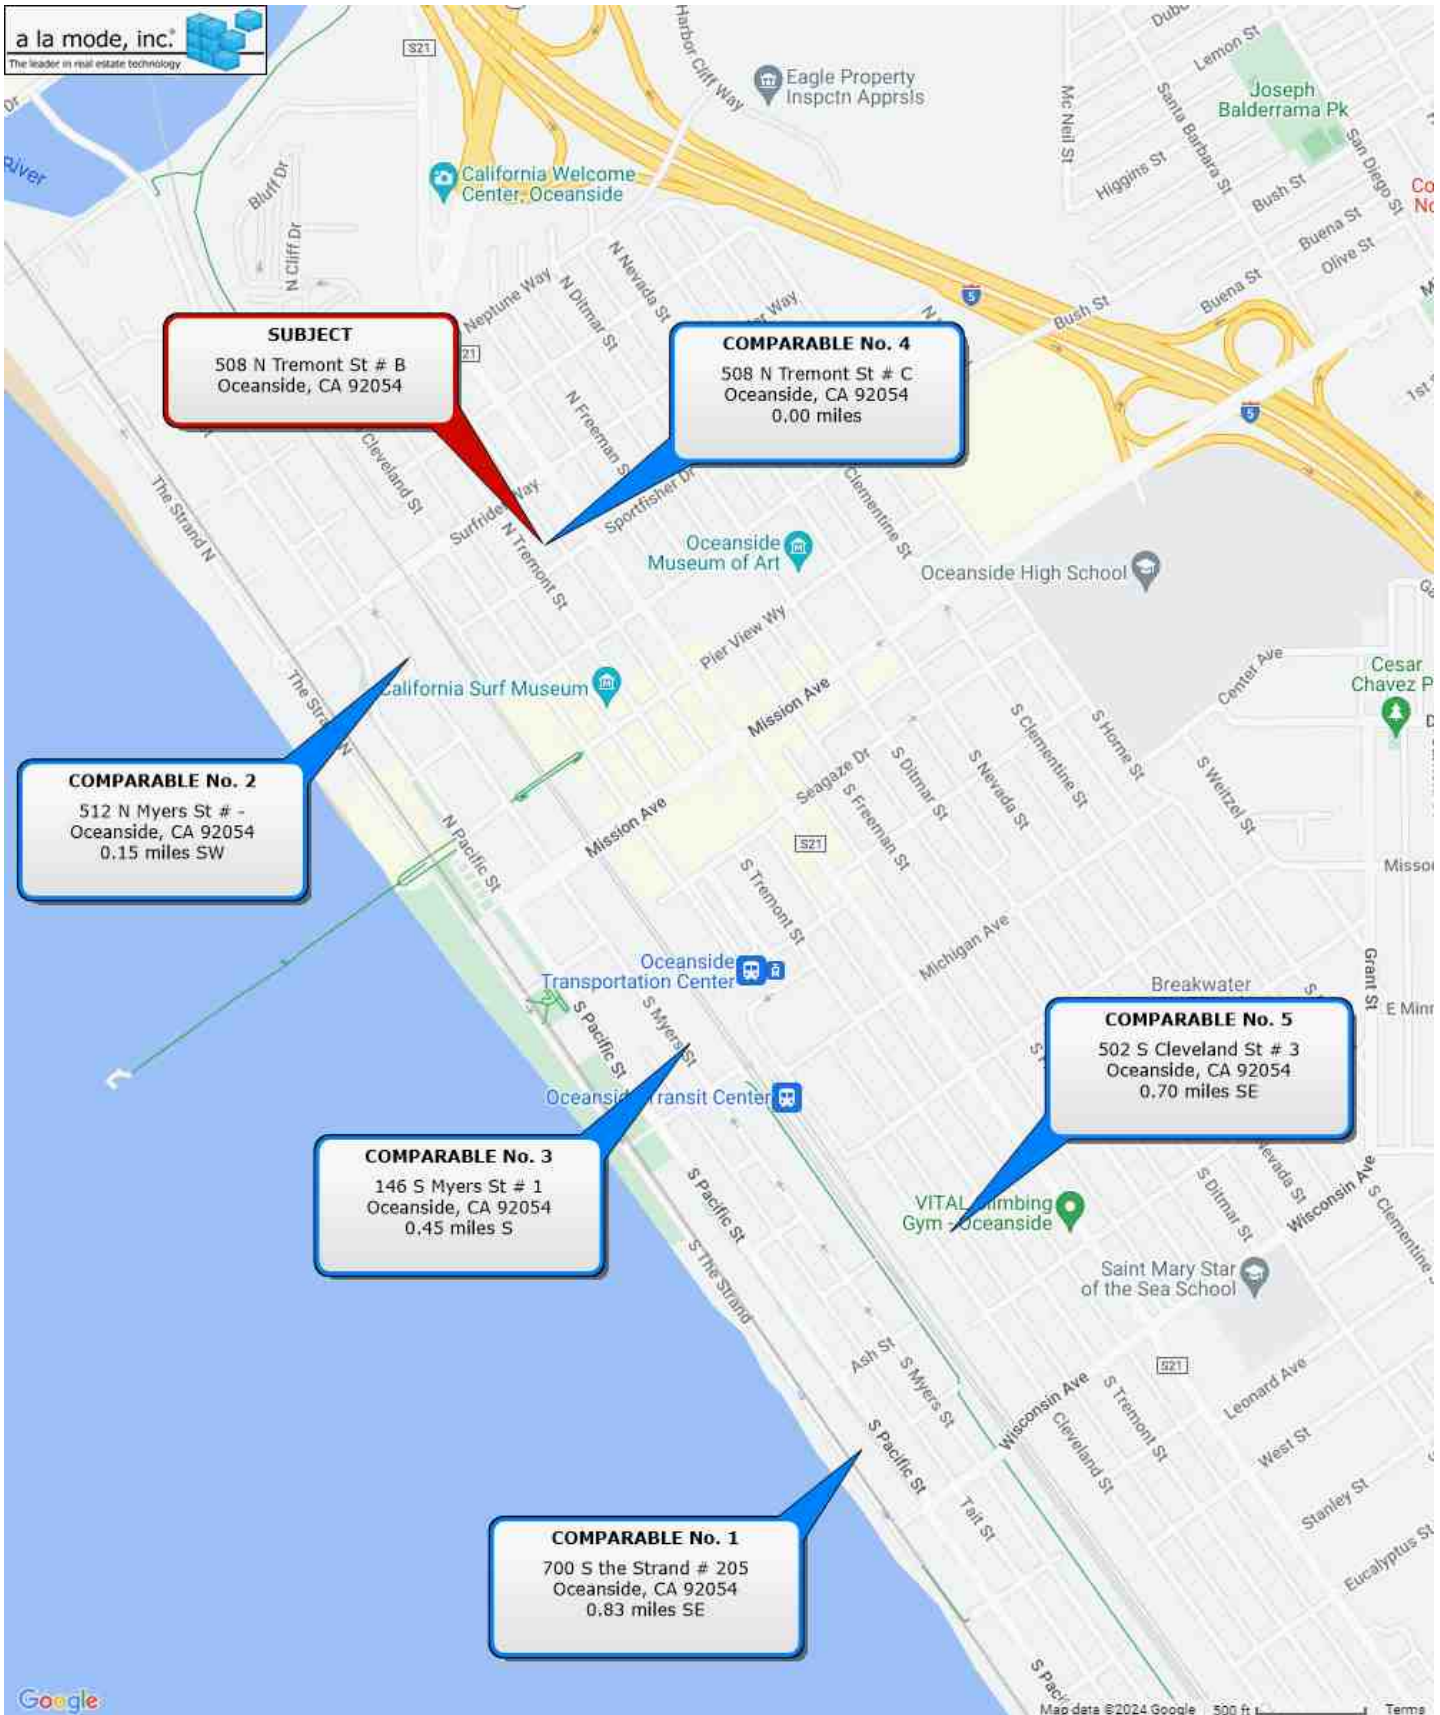 a la mode, inc.®
The leader in real estate technology
S21
Harbor Cliff Way
Eagle Property
Inspctn Apprsls
Mc Neil St
Lemon St
Joseph
Balderrama Pk
Santa Barbara St
San Diego St
Higgins St
Bush St
Buena St
Olive St
Buena St
Bush St
Dr
River
Bluff Dr
N Cliff Dr
California Welcome
Center, Oceanside
Neptune Way
N Ditmar St
N Nevada St
5
5
SUBJECT
508 N Tremont St # B
Oceanside, CA 92054
21
COMPARABLE No. 4
508 N Tremont St # C
Oceanside, CA 92054
0.00 miles
1st
N Freeman S
Cleveland St
Surfrider Way
Sportfisher Dr
Clementine St
The Strand N
N Tremont St
Oceanside
Museum of Art
Oceanside High School
Pier View Wy
California Surf Museum
Mission Ave
Center Ave
Cesar
Chavez P
S Clementine St
S Horne St
S Nevada St
S Ditmar St
S Weitzel St
Seagaze Dr
S Freeman St
COMPARABLE No. 2
512 N Myers St # -
Oceanside, CA 92054
0.15 miles SW
N Pacific St
Mission Ave
S21
Missou
S Tremont St
Michigan Ave
Grant St
Oceanside
Transportation Center
Breakwater
E Minn
S Pacific St
S Myers St
COMPARABLE No. 5
502 S Cleveland St # 3
Oceanside, CA 92054
0.70 miles SE
COMPARABLE No. 3
146 S Myers St # 1
Oceanside, CA 92054
0.45 miles S
S Pacific St
S The Strand
VITAL Climbing
Gym - Oceanside
S Ditmar St
Nevada St
Wisconsin Ave
S Clementine
Saint Mary Star
of the Sea School
S21
Ash St
S Myers St
Wisconsin Ave
S Tremont St
Cleveland St
Leonard Ave
West St
Stanley St
Eucalyptus St
S Pacific St
Tait St
COMPARABLE No. 1
700 S the Strand # 205
Oceanside, CA 92054
0.83 miles SE
S Pacif
Google
Map data ©2024 Google
500 ft
Terms